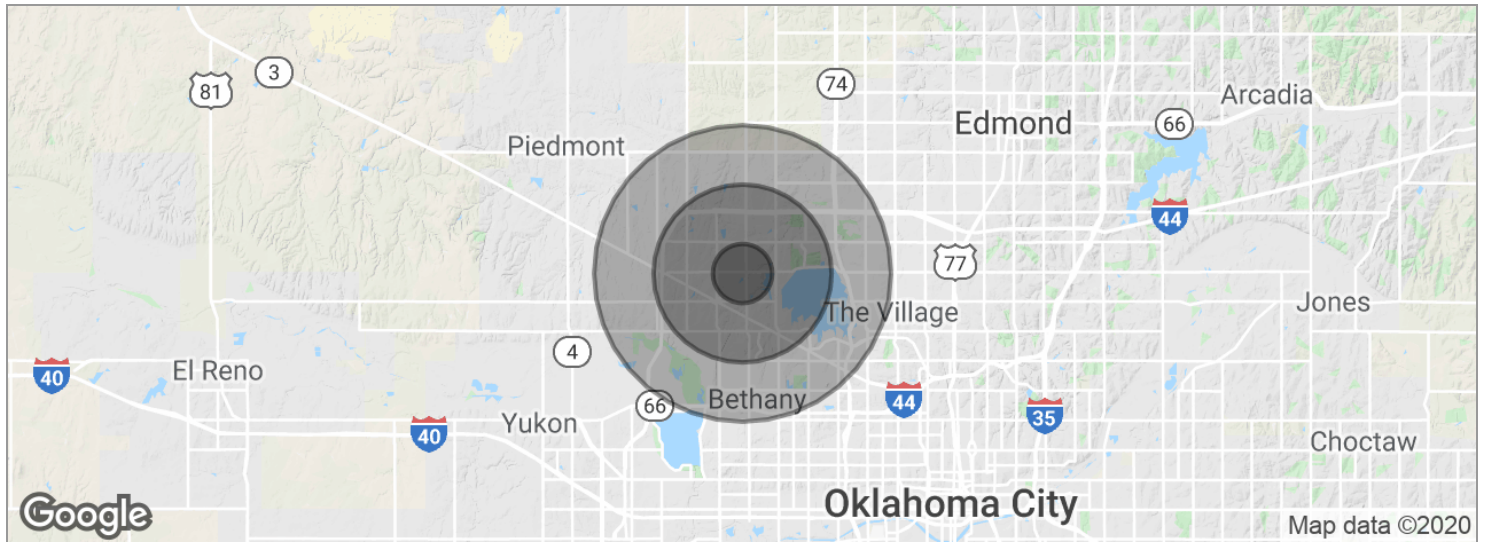 81
3
74
Arcadia
Edmond
66
Piedmont
44
77
The Village
Jones
4
El Reno
40
66
Bethany
44
35
Yukon
40
Choctaw
Oklahoma City
Google
Map data ©2020